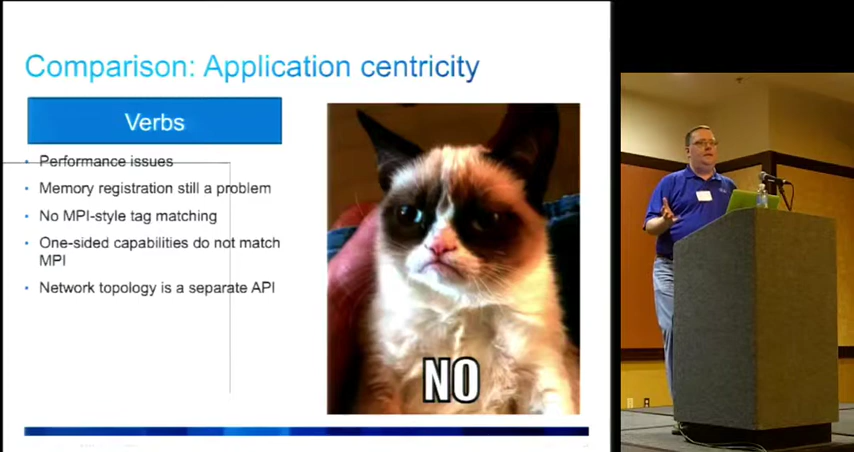 Comparison: Application centricity
Verbs
Performance issues
Memory registration still a problem
No MPI-style tag matching
One-sided capabilities do not match
MPI
Network topology is a separate API
NO